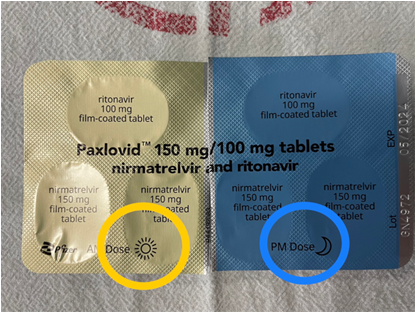 ritonavir
100 mg
film-coated tablet
ritonavir
100 mg
film-coated tablet
Paxlovid™ 150 mg/100 mg tablets
nirmatrelvir and ritonavir
nirmatrelvir
150 mg
film-coated
tablet
nirmatrelvir
150 mg
film-coated
tablet
nirmatrelvir
150 mg
film-coated
tablet
nirmatrelvir
150 mg
film-coated
tablet
Pfizer
AM Dose
PM Dose
EXP
05/2024
Lot